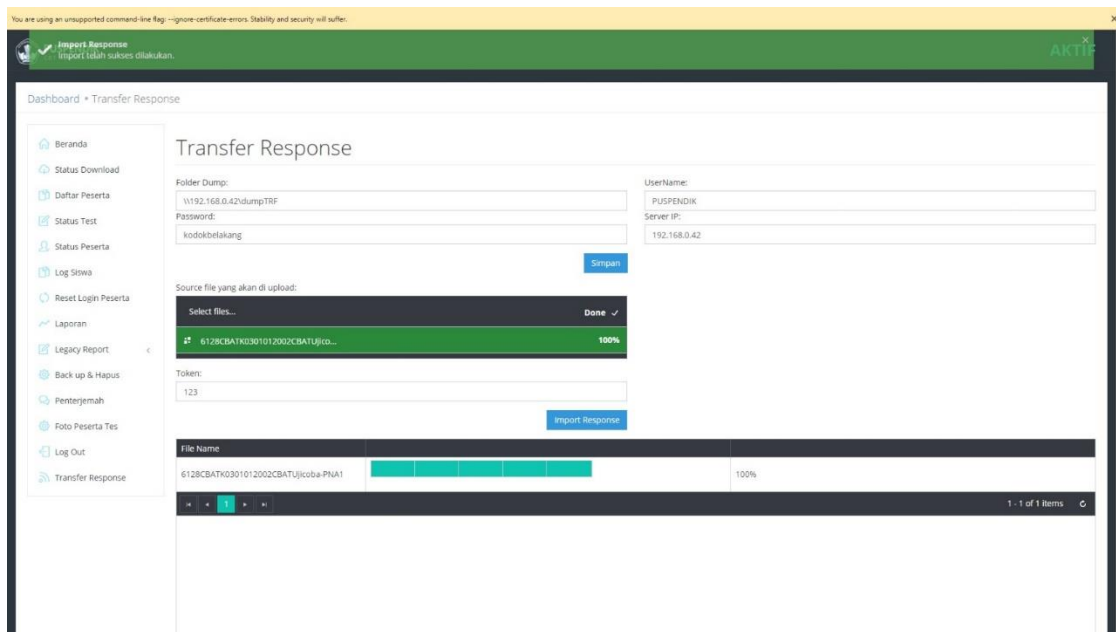 You are using an unsupported command-line flag: --ignore-certificate-errors. Stability and security will suffer.
Import Response
Import telah sukses dilakukan.
AKTIF
Dashboard • Transfer Response
Beranda
Status Download
Daftar Peserta
Status Test
Status Peserta
Log Siswa
Reset Login Peserta
Laporan
Legacy Report
Back up & Hapus
Penterjemah
Foto Peserta Tes
Log Out
Transfer Response
Transfer Response
Folder Dump:
\\192.168.0.42\dumpTRF
Password:
kodokbelakang
UserName:
PUSPENDIK
Server IP:
192.168.0.42
Simpan
Source file yang akan di upload:
Select files...
Done
6128CBATK0301012002CBATUjico...
100%
Token:
123
Import Response
File Name
6128CBATK0301012002CBATUjicoba-PNA1
100%
1
1 - 1 of 1 items